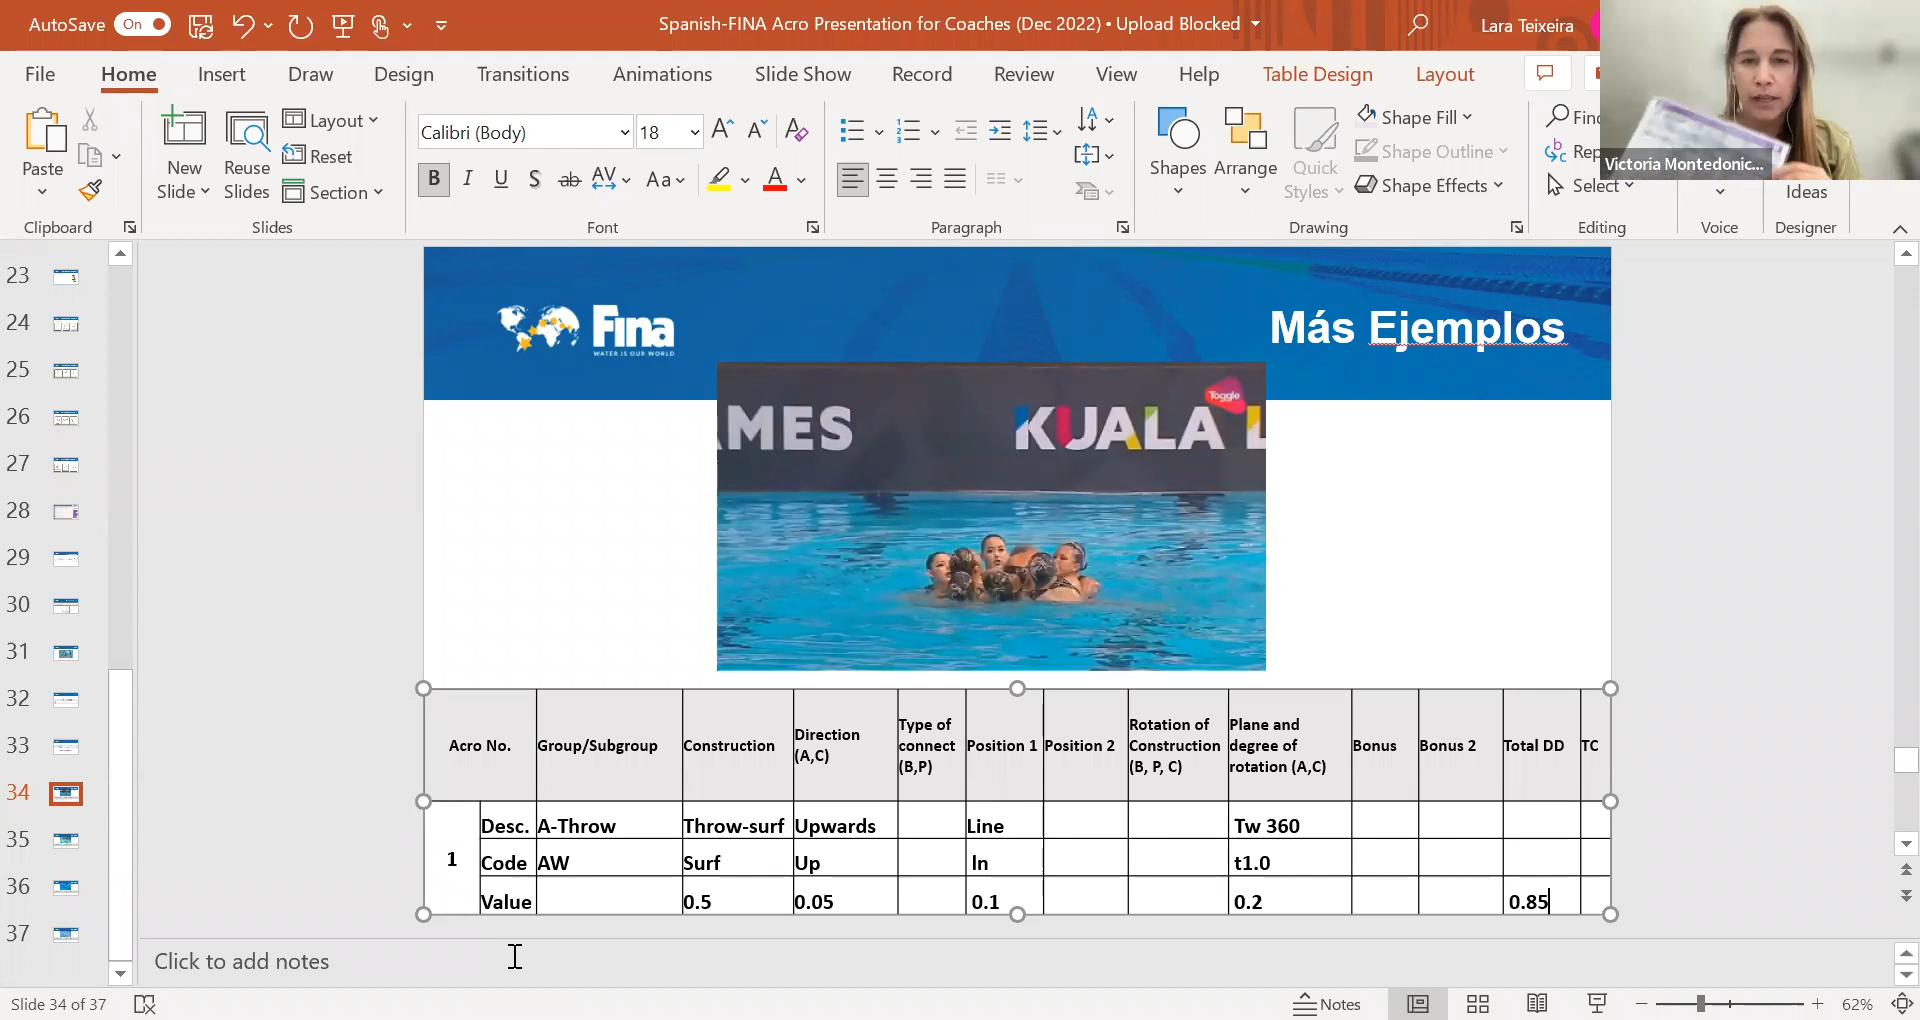 AutoSave On Spanish-FINA Acro Presentation for Coaches (Dec 2022) • Upload Blocked Lara Teixeira
File Home Insert Draw Design Transitions Animations Slide Show Record Review View Help Table Design Layout
Paste
New Slide
Reuse Slides
Layout
Reset
Section
Calibri (Body) 18
B I U S ab AV Aa A
Shapes
Arrange
Quick Styles
Shape Fill
Shape Outline
Shape Effects
Select
Ideas
Victoria Montedonic...
Clipboard Slides Font Paragraph Drawing Editing Voice Designer
23
24
25
26
27
28
29
30
31
32
33
34
35
36
37
Fina
WATER IS OUR WORLD
Más Ejemplos
Toggle
AMES KUALA L
Acro No. Group/Subgroup Construction Direction (A,C) Type of connect (B,P) Position 1 Position 2 Rotation of Construction (B, P, C) Plane and degree of rotation (A,C) Bonus Bonus 2 Total DD TC
1
Desc. A-Throw Throw-surf Upwards Line Tw 360
Code AW Surf Up ln t1.0
Value 0.5 0.05 0.1 0.2 0.85
Click to add notes
Slide 34 of 37 Notes 62%